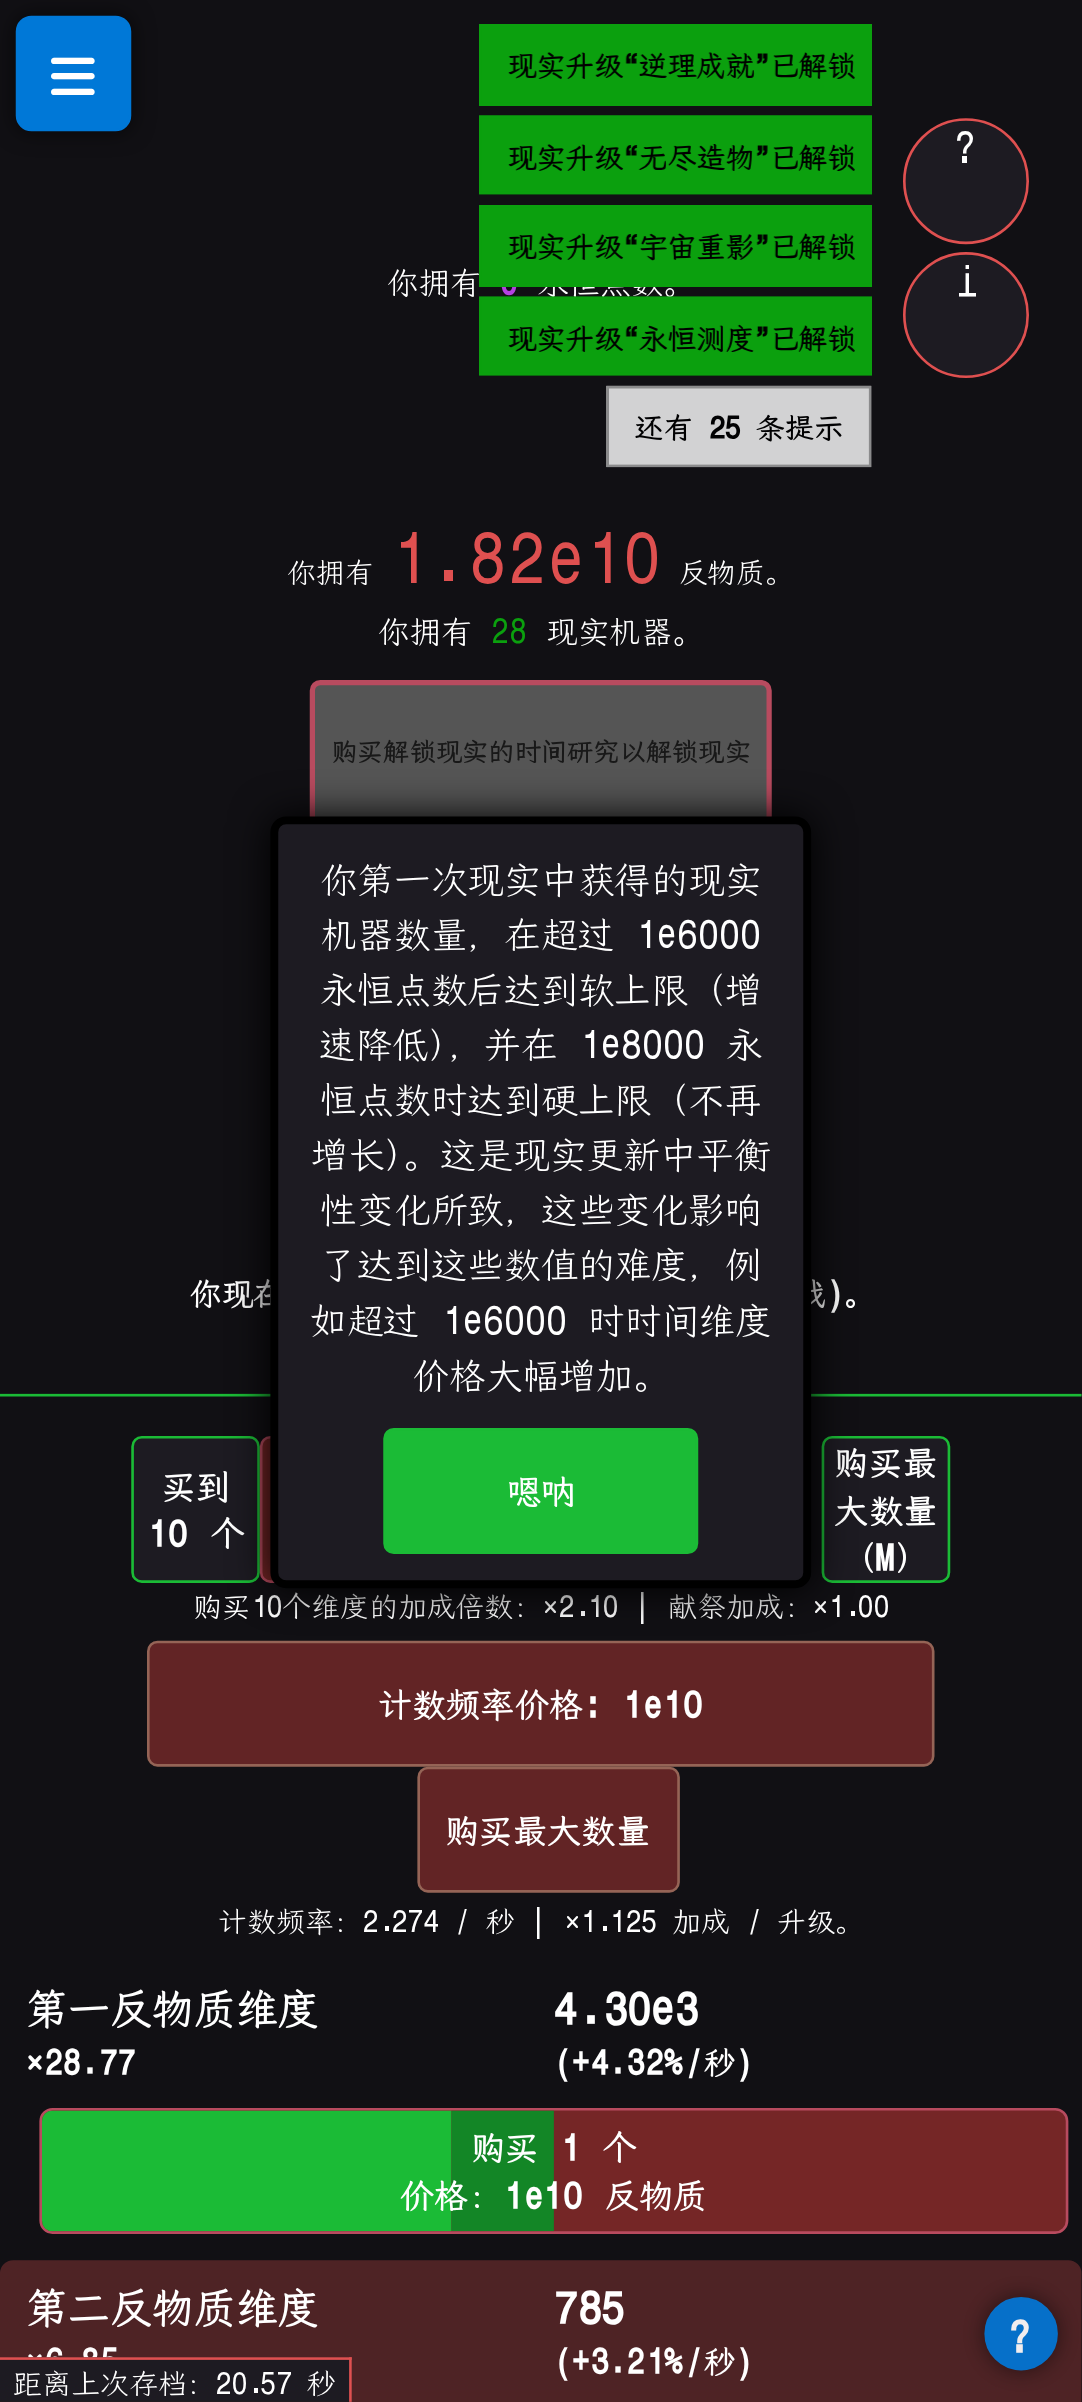 现实升级“逆理成就”已解锁
?
现实升级“无尽造物”已解锁
现实升级“宇宙重影”已解锁
i
你拥有
现实升级“永恒测度”已解锁
还有 25 条提示
你拥有 1.82e10 反物质。
你拥有 28 现实机器。
购买解锁现实的时间研究以解锁现实
你第一次现实中获得的现实
机器数量，在超过 1e6000
永恒点数后达到软上限（增
速降低），并在 1e8000 永
恒点数时达到硬上限（不再
增长）。这是现实更新中平衡
性变化所致，这些变化影响
了达到这些数值的难度，例
如超过 1e6000 时时间维度
价格大幅增加。
嗯呐
你现在
)。
买到
10 个
购买最
大数量
(M)
购买10个维度的加成倍数：×2.10 | 献祭加成：×1.00
计数频率价格: 1e10
购买最大数量
计数频率：2.274 / 秒 | ×1.125 加成 / 升级。
第一反物质维度
×28.77
4.30e3
(+4.32%/秒)
购买 1 个
价格：1e10 反物质
第二反物质维度
785
(+3.21%/秒)
?
距离上次存档：20.57 秒